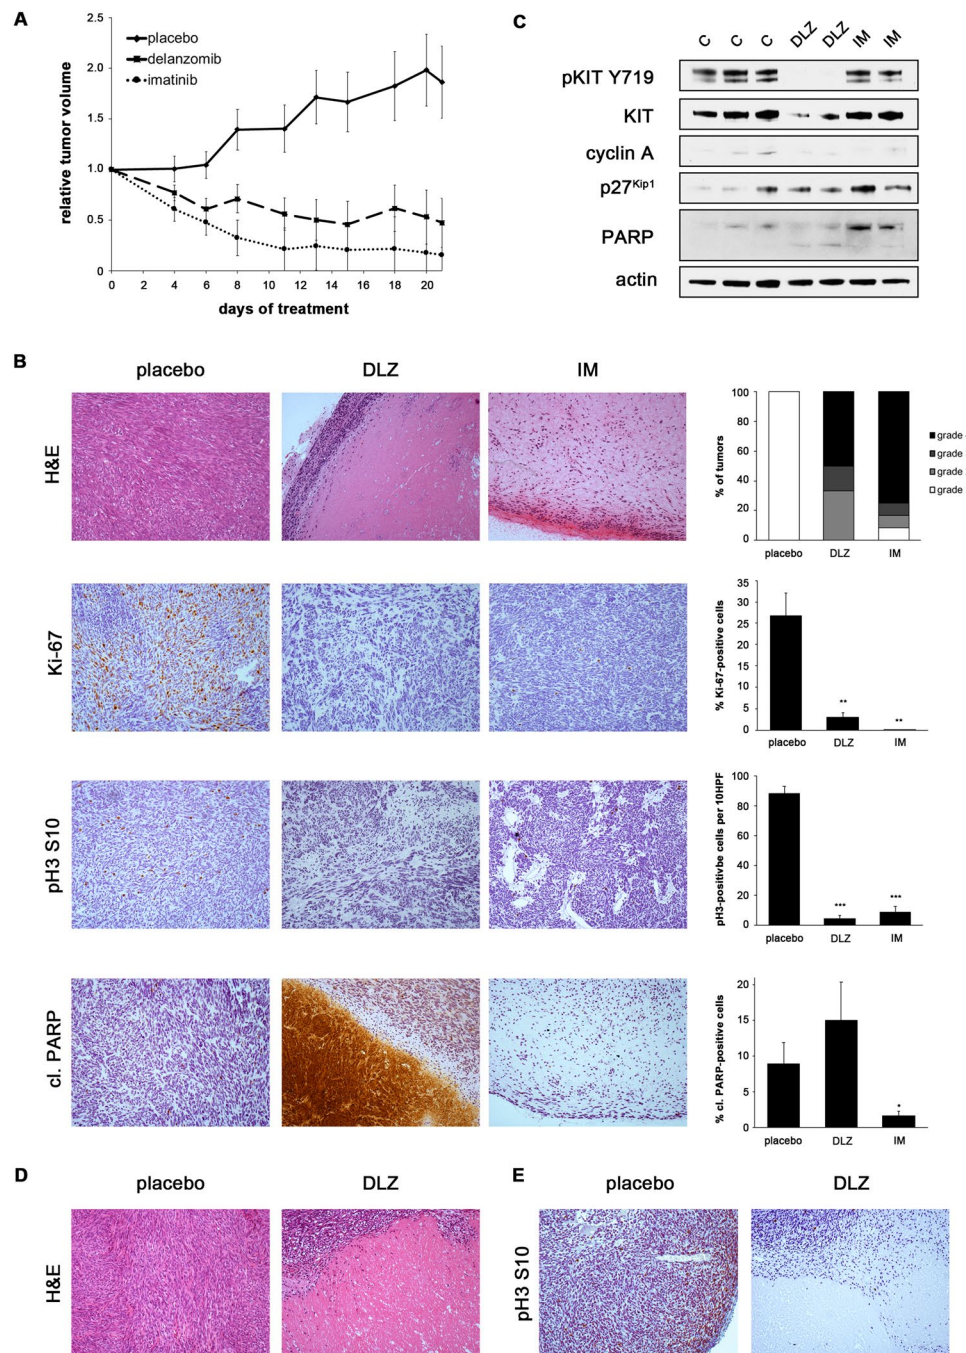 A
2.5
2.0
1.5
1.0
0.5
0
relative tumor volume
placebo
delanzomib
imatinib
0 2 4 6 8 10 12 14 16 18 20
days of treatment
C
C C C DLZ DLZ IM IM
pKIT Y719
KIT
cyclin A
p27Kip1
PARP
actin
B
placebo DLZ IM
H&E
% of tumors
100
80
60
40
20
0
placebo DLZ IM
grade
grade
grade
grade
Ki-67
% Ki-67-positive cells
35
30
25
20
15
10
5
0
**
**
placebo DLZ IM
pH3 S10
pH3-positivbe cells per 10HPF
100
80
60
40
20
0
***
***
placebo DLZ IM
cl. PARP
% cl. PARP-positive cells
20
15
10
5
0
*
placebo DLZ IM
D
placebo DLZ
H&E
E
placebo DLZ
pH3 S10